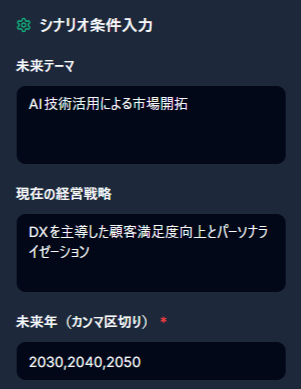 シナリオ条件入力
未来テーマ
AI技術活用による市場開拓
現在の経営戦略
DXを主導した顧客満足度向上とパーソナラ
イゼーション
未来年（カンマ区切り） *
2030,2040,2050